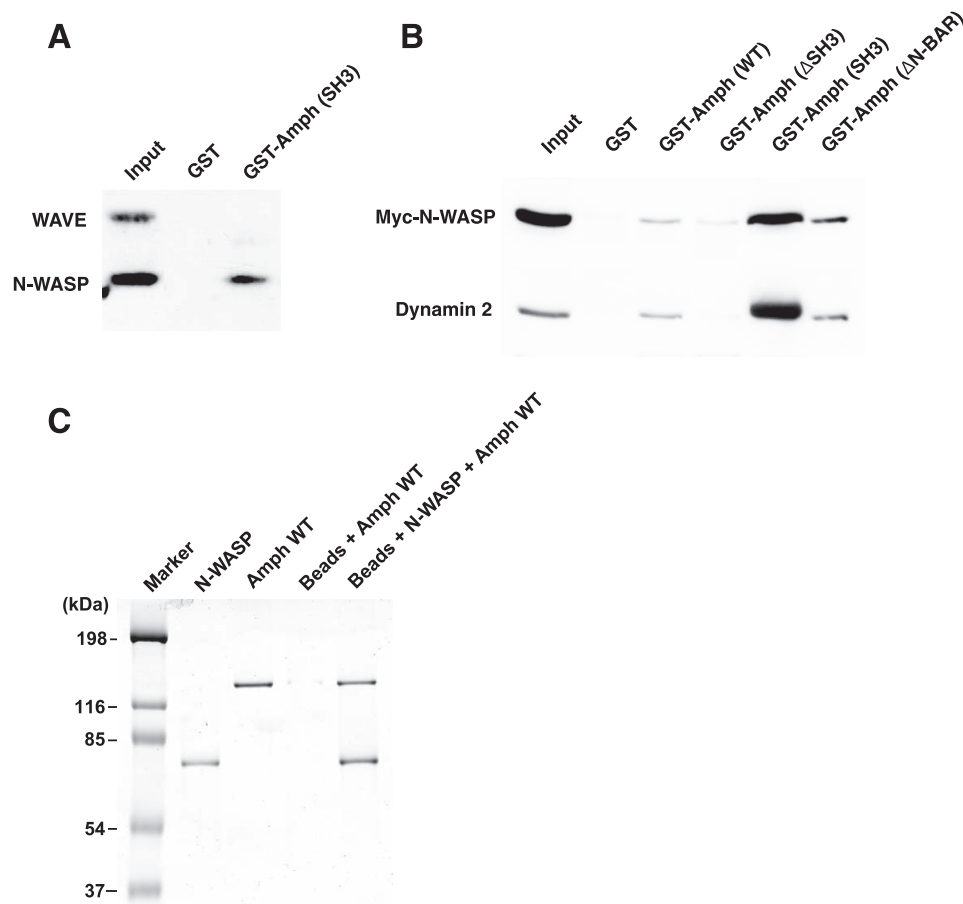 A
Input
GST
GST-Amph (SH3)
WAVE
N-WASP
B
Input
GST
GST-Amph (WT)
GST-Amph (ΔSH3)
GST-Amph (SH3)
GST-Amph (ΔN-BAR)
Myc-N-WASP
Dynamin 2
C
Marker
N-WASP
Amph WT
Beads + Amph WT
Beads + N-WASP + Amph WT
(kDa)
198
116
85
54
37